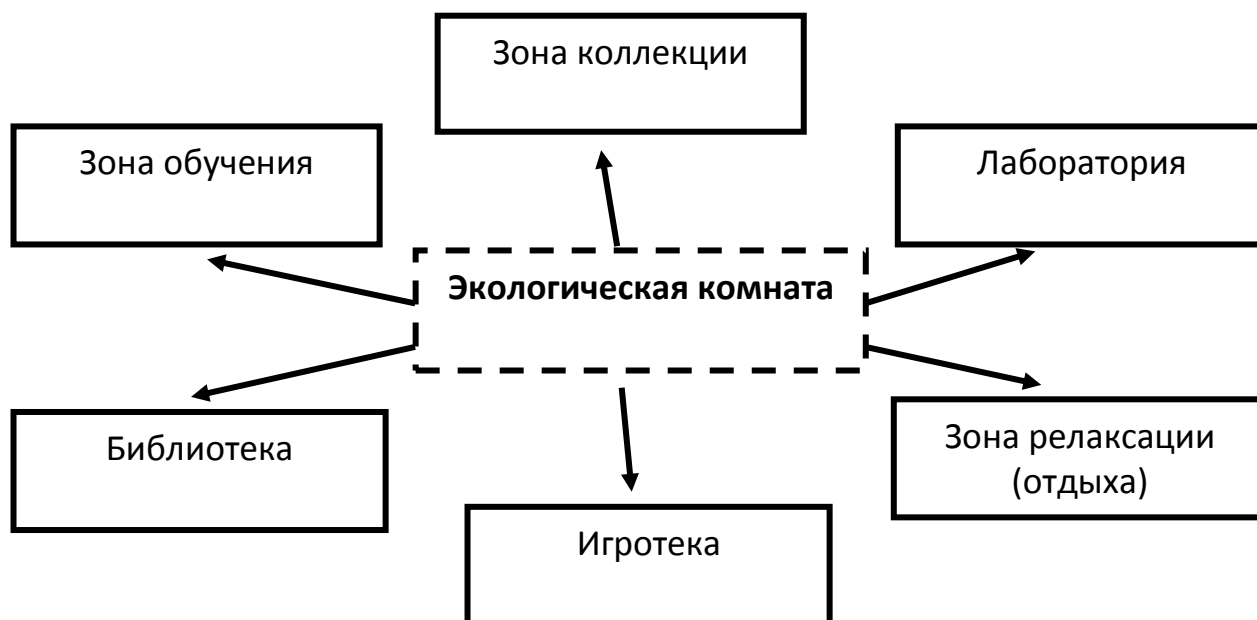 Зона коллекции
Зона обучения
Лаборатория
Экологическая комната
Библиотека
Зона релаксации
(отдыха)
Игротека